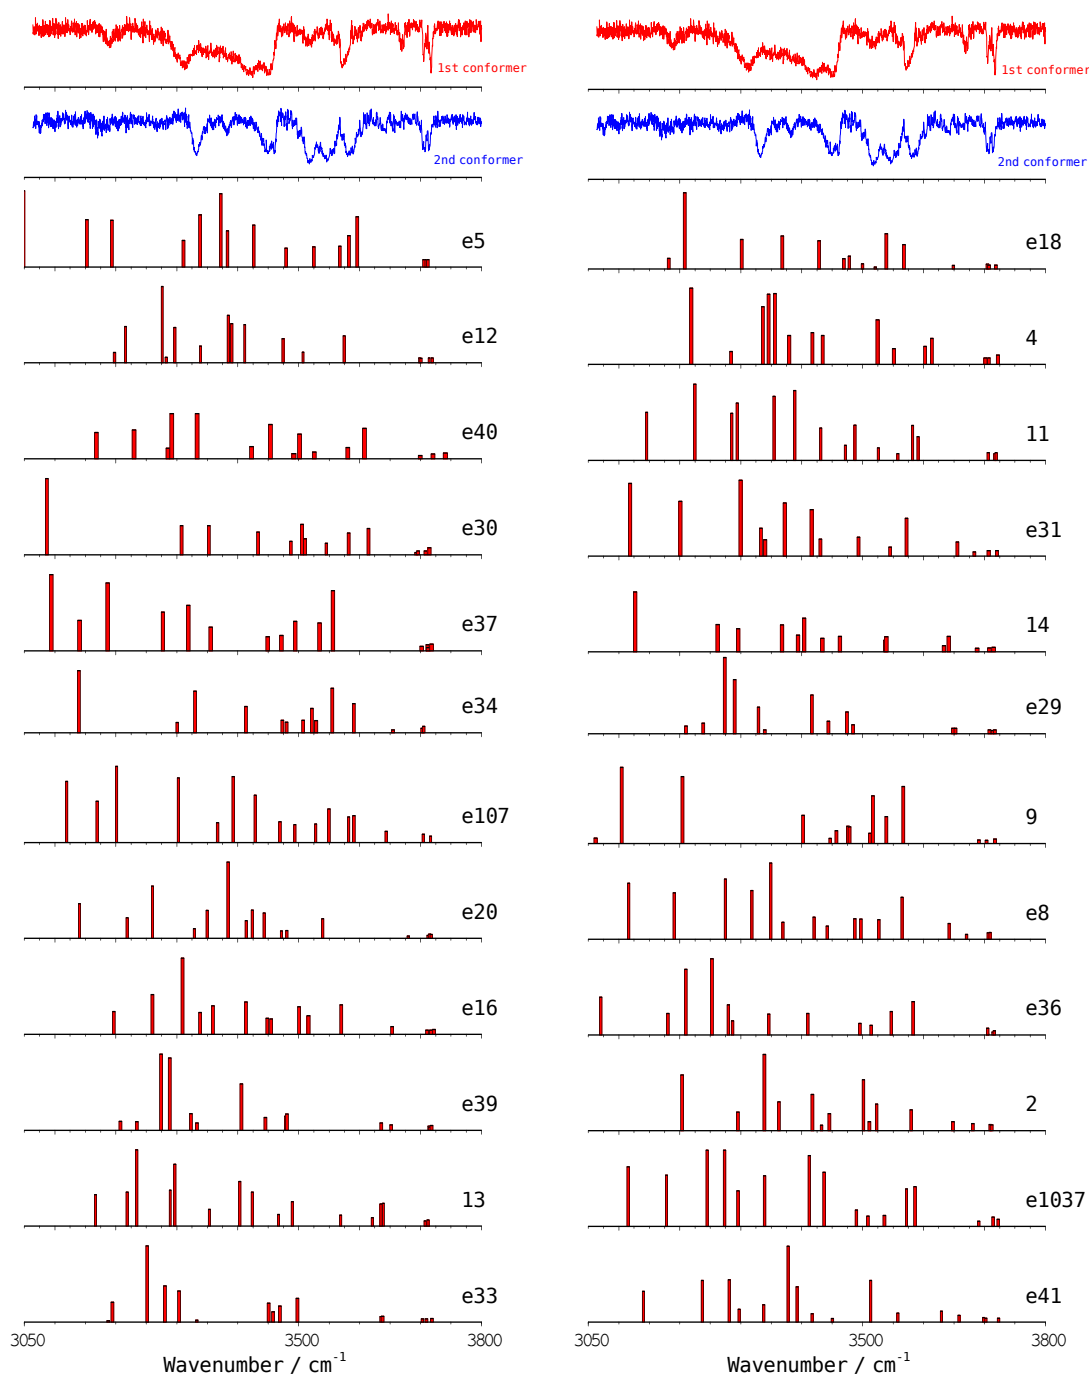 1st conformer
2nd conformer
e5
e12
e40
e30
e37
e34
e107
e20
e16
e39
13
e33
3050 3500 3800
Wavenumber / cm⁻¹
1st conformer
2nd conformer
e18
4
11
e31
14
e29
9
e8
e36
2
e1037
e41
3050 3500 3800
Wavenumber / cm⁻¹